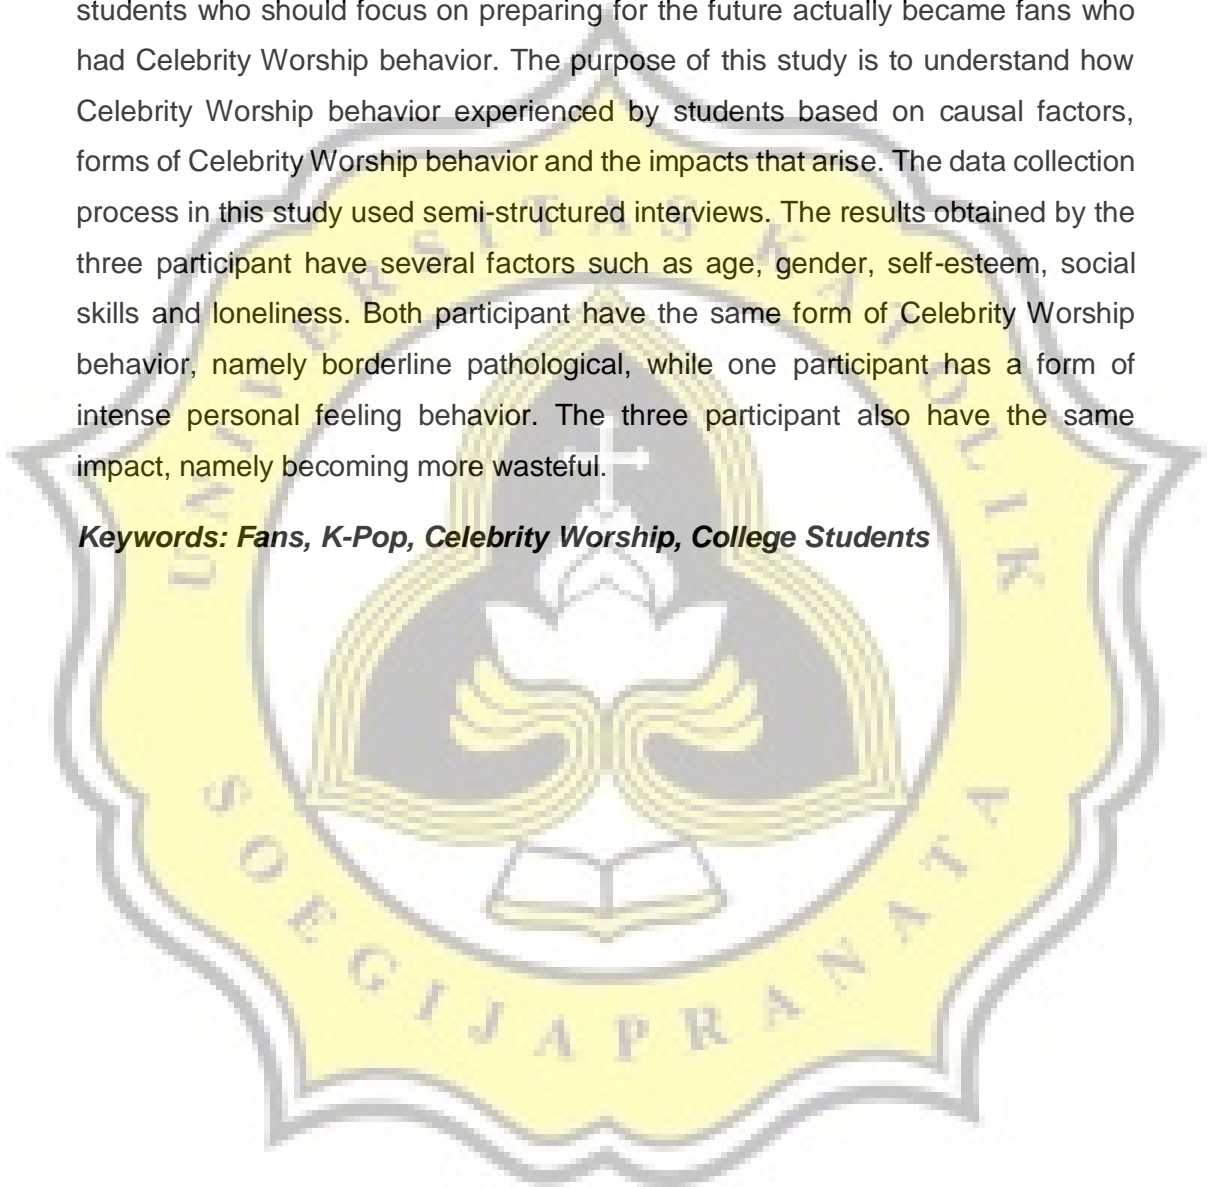 students who should focus on preparing for the future actually became fans who
had Celebrity Worship behavior. The purpose of this study is to understand how
Celebrity Worship behavior experienced by students based on causal factors,
forms of Celebrity Worship behavior and the impacts that arise. The data collection
process in this study used semi-structured interviews. The results obtained by the
three participant have several factors such as age, gender, self-esteem, social
skills and loneliness. Both participant have the same form of Celebrity Worship
behavior, namely borderline pathological, while one participant has a form of
intense personal feeling behavior. The three participant also have the same
impact, namely becoming more wasteful.
Keywords: Fans, K-Pop, Celebrity Worship, College Students
UNIVERSITAS KATOLIK
SOEGIJAPRANATA